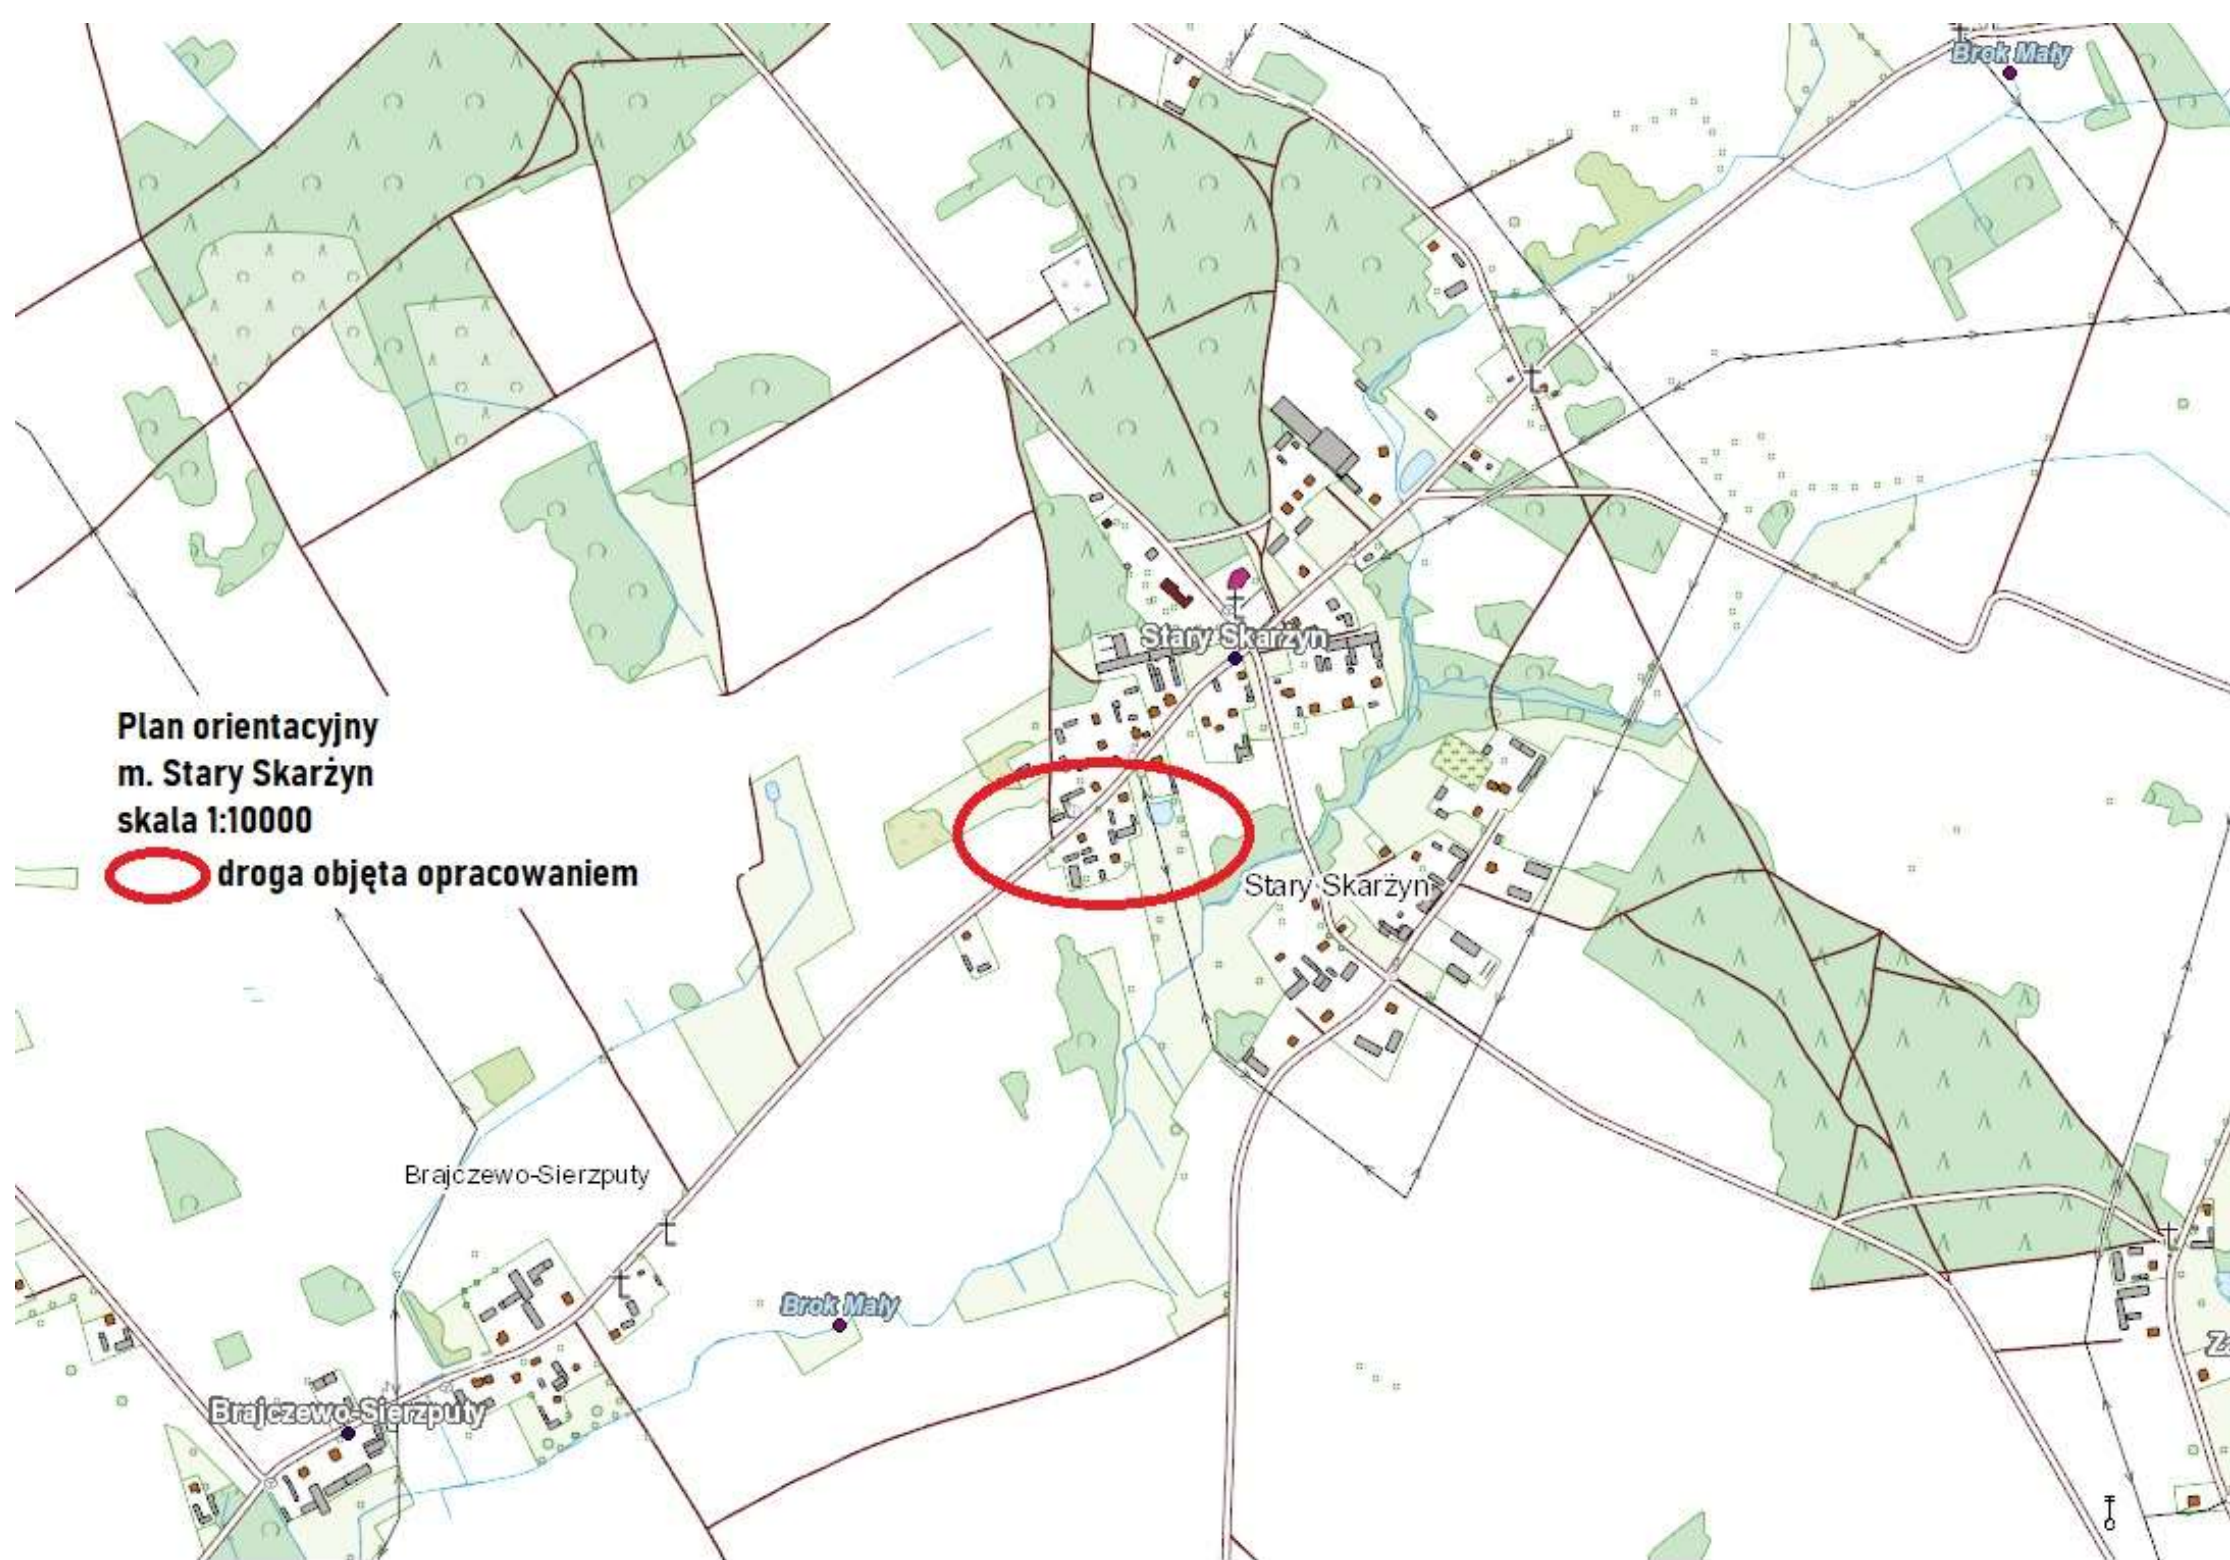 Brok Mały
Stary Skarżyn
Plan orientacyjny
m. Stary Skarżyn
skala 1:10000
droga objęta opracowaniem
Stary Skarżyn
Brajczewo-Sierzputy
Brok Mały
Brajczewo-Sierzputy